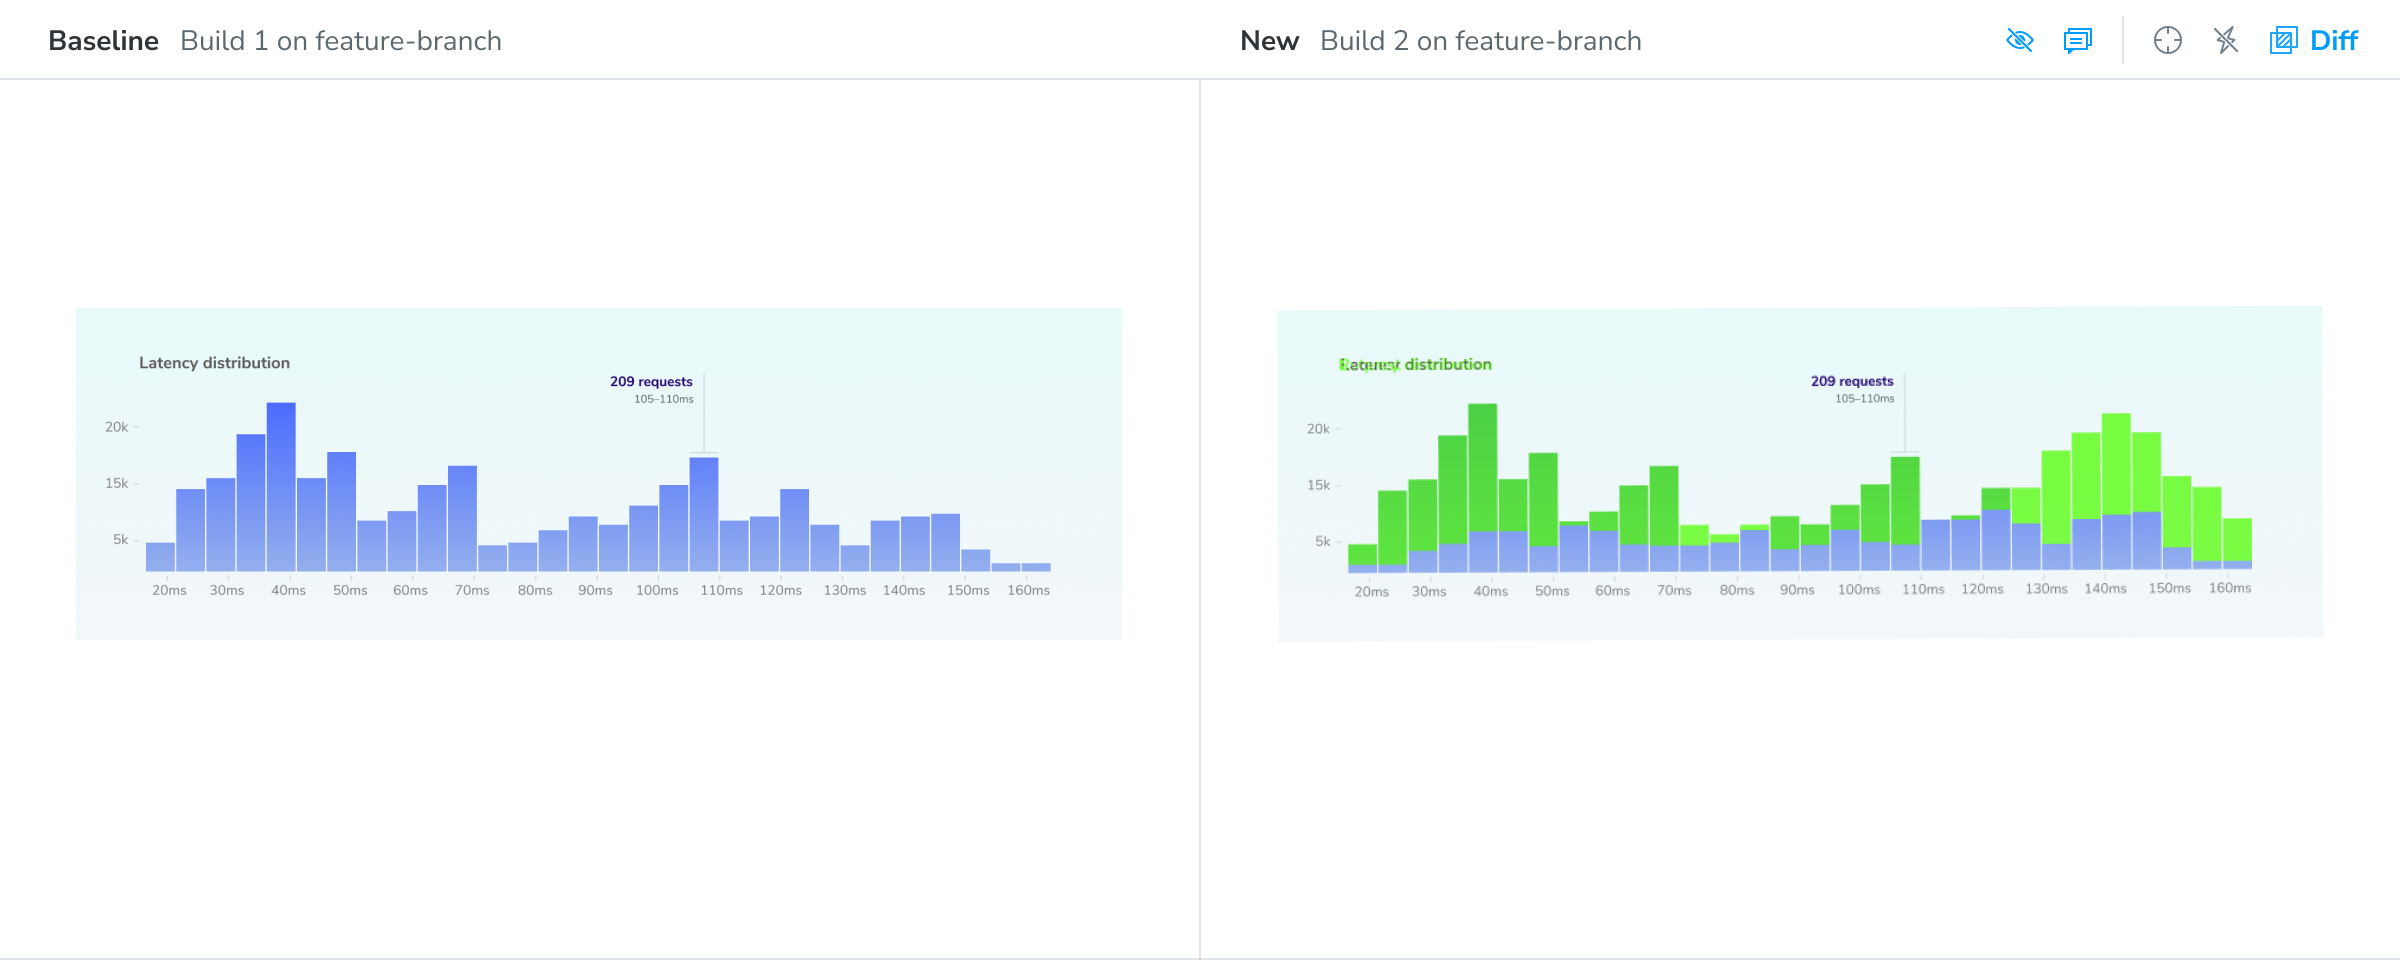 Baseline Build 1 on feature-branch
New Build 2 on feature-branch
Diff
Latency distribution
209 requests
105–110ms
20k
15k
5k
20ms 30ms 40ms 50ms 60ms 70ms 80ms 90ms 100ms 110ms 120ms 130ms 140ms 150ms 160ms
distribution
209 requests
105–110ms
20k
15k
5k
20ms 30ms 40ms 50ms 60ms 70ms 80ms 90ms 100ms 110ms 120ms 130ms 140ms 150ms 160ms